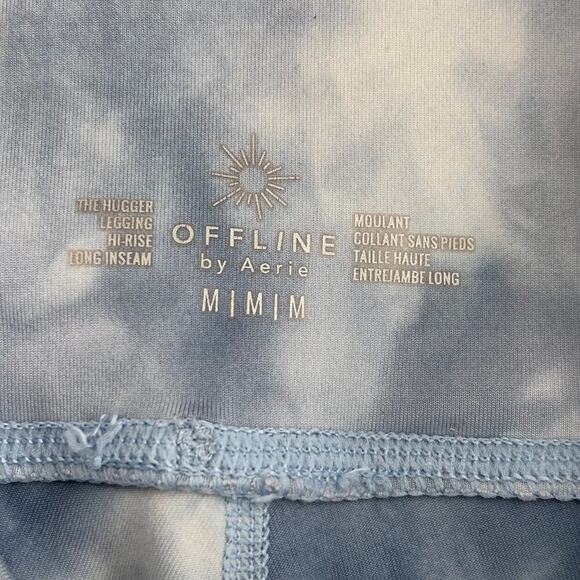 THE HUGGER
LEGGING
HI-RISE
LONG INSEAM
OFFLINE
by Aerie
M|M|M
MOULANT
COLLANT SANS PIEDS
TAILLE HAUTE
ENTREJAMBE LONG